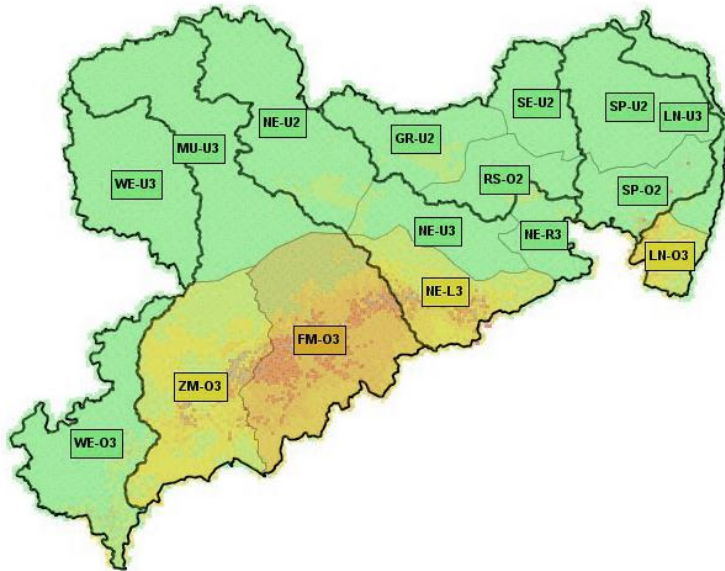 SE-U2
SP-U2
LN-U3
NE-U2
GR-U2
MU-U3
RS-O2
WE-U3
SP-O2
NE-U3
NE-R3
LN-O3
NE-L3
FM-O3
ZM-O3
WE-O3